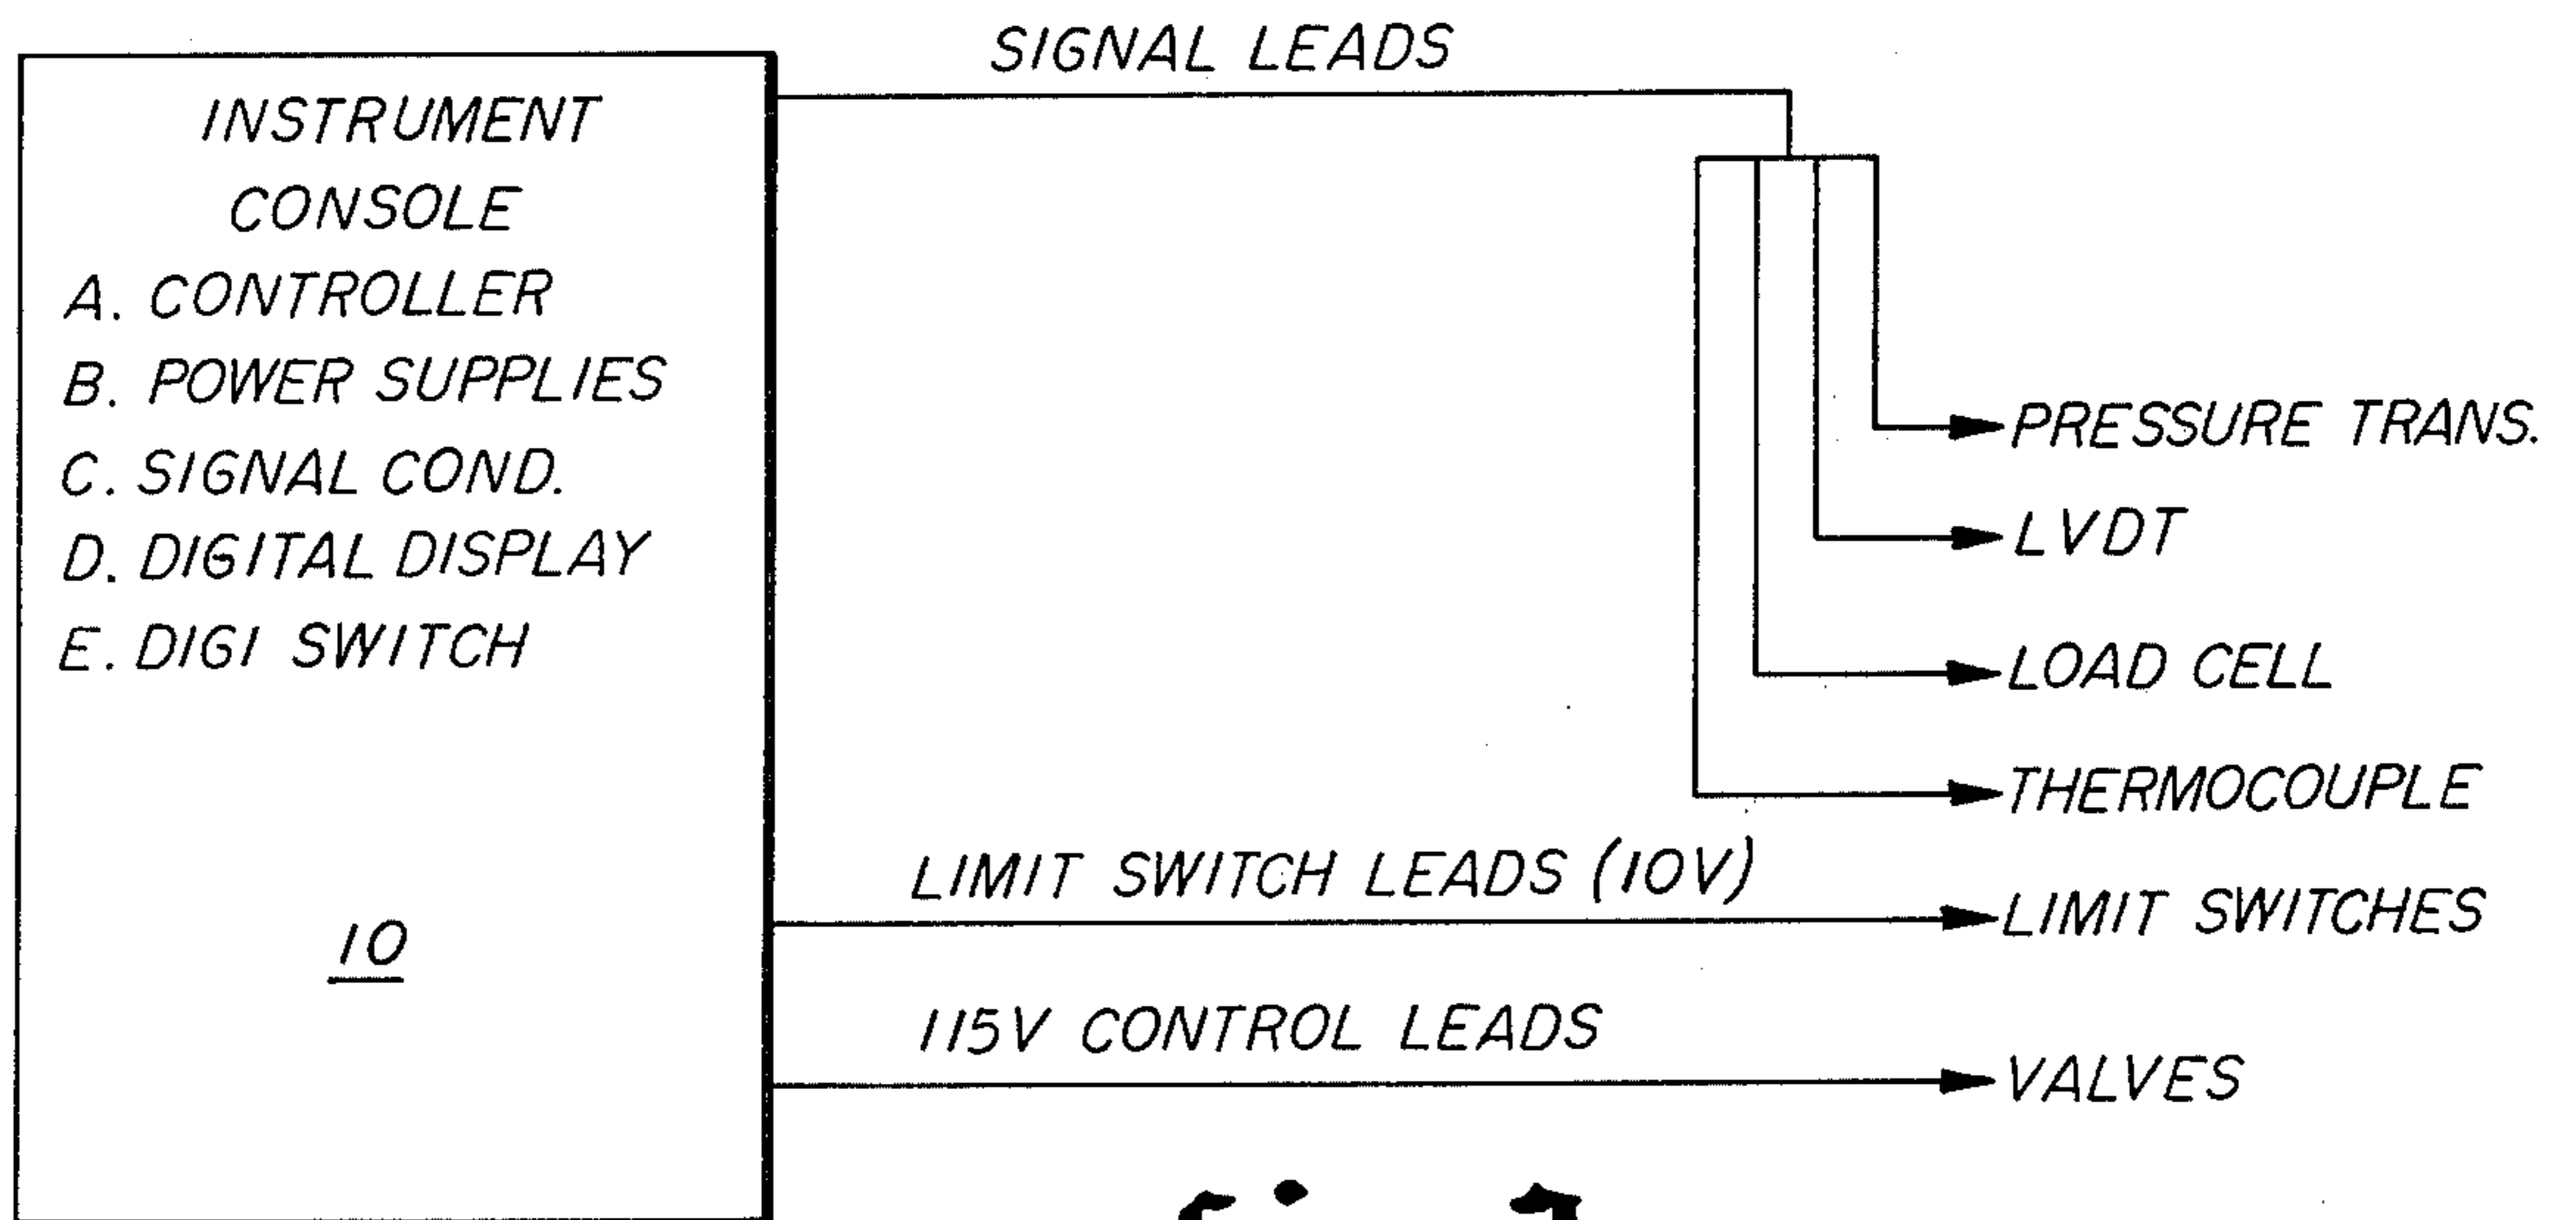 INSTRUMENT
CONSOLE
A. CONTROLLER
B. POWER SUPPLIES
C. SIGNAL COND.
D. DIGITAL DISPLAY
E. DIGI SWITCH
10
SIGNAL LEADS
PRESSURE TRANS.
LVDT
LOAD CELL
THERMOCOUPLE
LIMIT SWITCH LEADS (10V)
LIMIT SWITCHES
115V CONTROL LEADS
VALVES